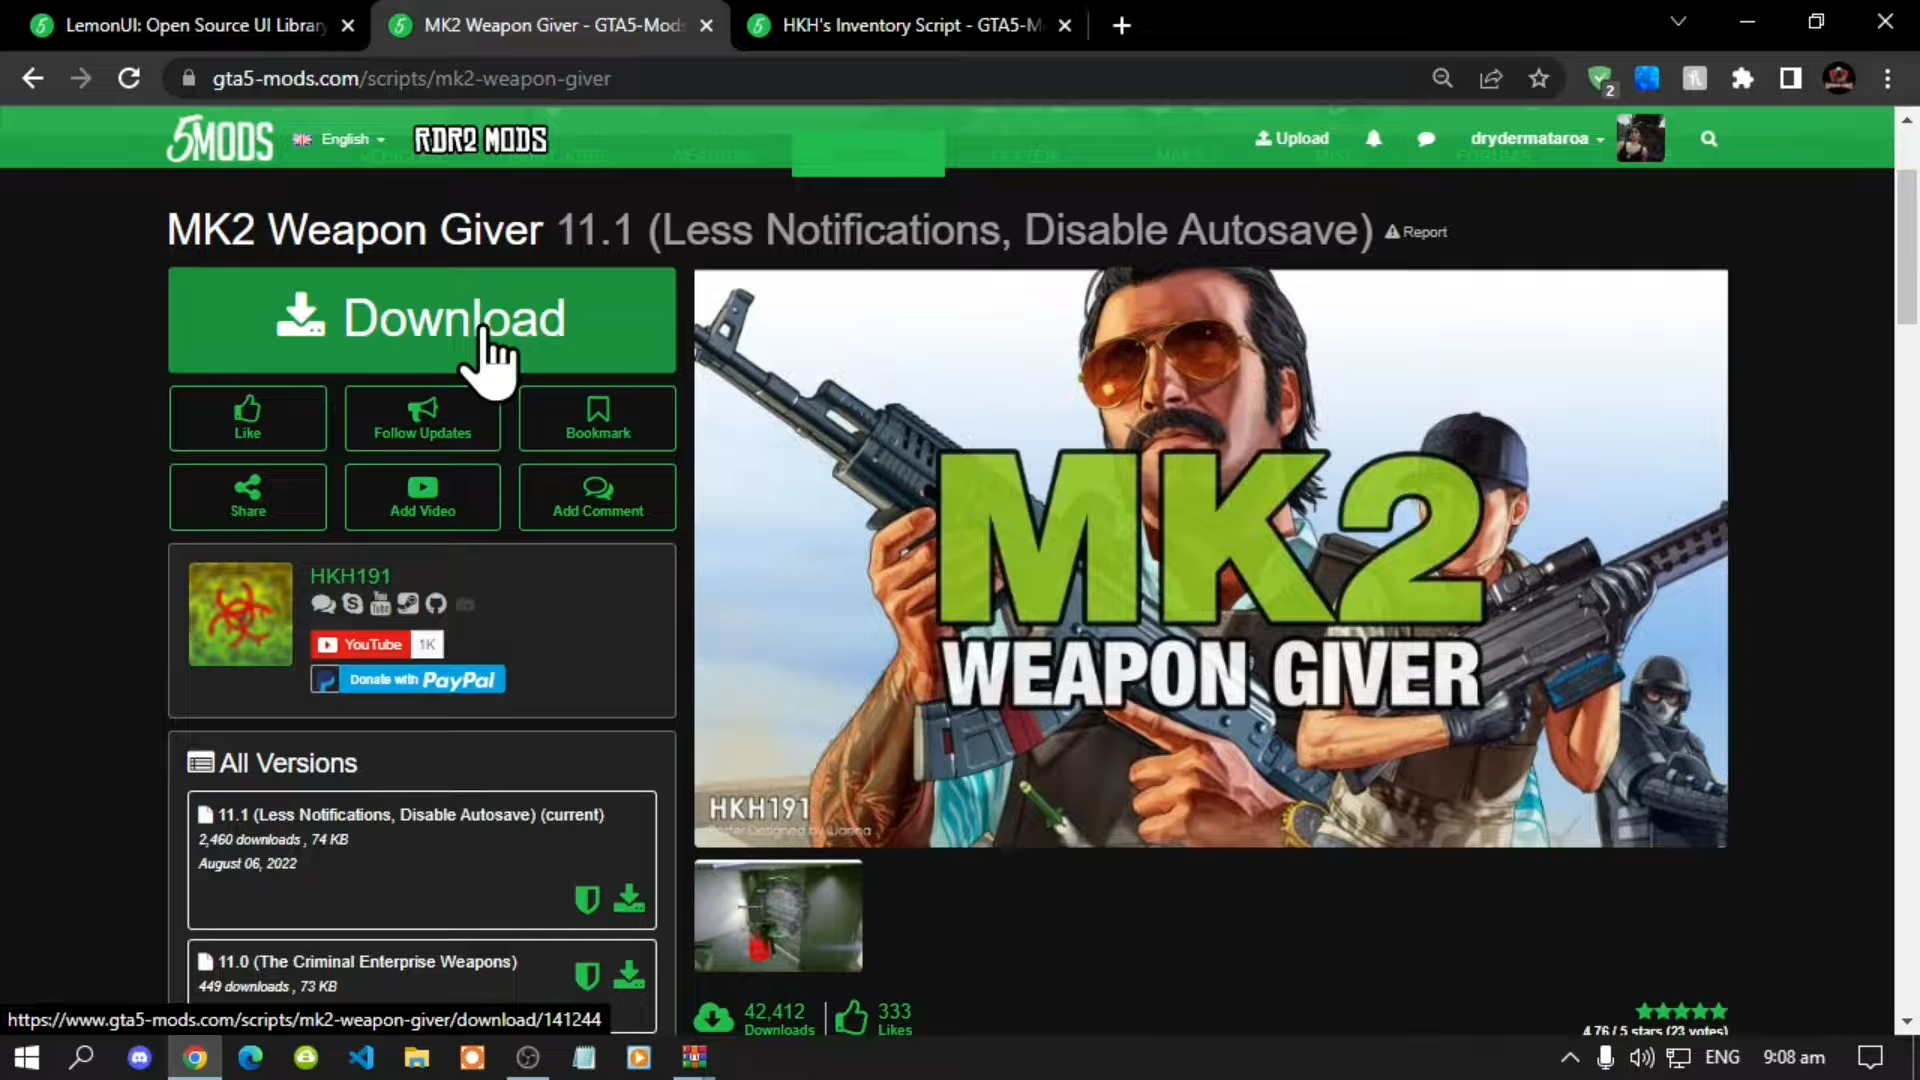 LemonUI: Open Source UI Library
MK2 Weapon Giver - GTA5-Mods
HKH's Inventory Script - GTA5-M
gta5-mods.com/scripts/mk2-weapon-giver
2
5MODS
English
RDR2 MODS
Upload
drydermataroa
MK2 Weapon Giver 11.1 (Less Notifications, Disable Autosave)
Report
Download
Like
Follow Updates
Bookmark
Share
Add Video
Add Comment
HKH191
YouTube 1K
Donate with PayPal
All Versions
11.1 (Less Notifications, Disable Autosave) (current)
2,460 downloads , 74 KB
August 06, 2022
11.0 (The Criminal Enterprise Weapons)
449 downloads , 73 KB
MK2
WEAPON GIVER
HKH191
42,412
Downloads
333
Likes
4.76 / 5 stars (23 votes)
https://www.gta5-mods.com/scripts/mk2-weapon-giver/download/141244
ENG
9:08 am